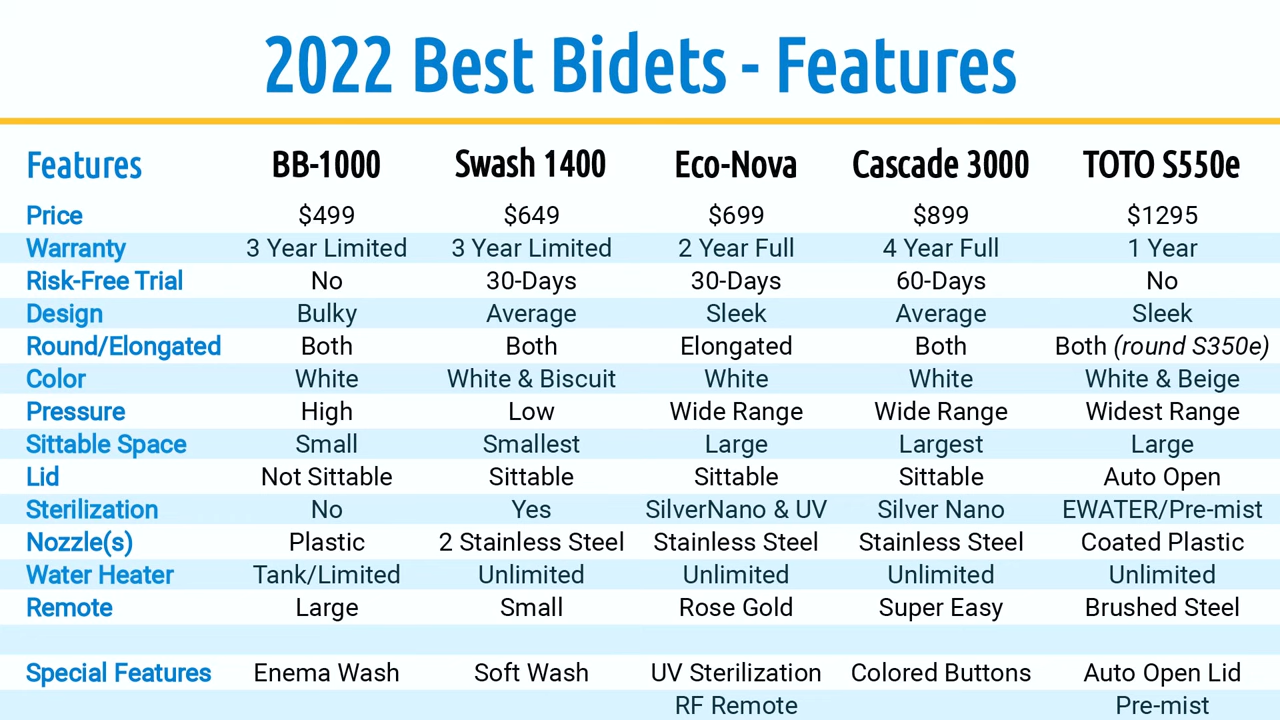 2022 Best Bidets - Features
Features BB-1000 Swash 1400 Eco-Nova Cascade 3000 TOTO S550e
Price $499 $649 $699 $899 $1295
Warranty 3 Year Limited 3 Year Limited 2 Year Full 4 Year Full 1 Year
Risk-Free Trial No 30-Days 30-Days 60-Days No
Design Bulky Average Sleek Average Sleek
Round/Elongated Both Both Elongated Both Both (round S350e)
Color White White & Biscuit White White White & Beige
Pressure High Low Wide Range Wide Range Widest Range
Sittable Space Small Smallest Large Largest Large
Lid Not Sittable Sittable Sittable Sittable Auto Open
Sterilization No Yes SilverNano & UV Silver Nano EWATER/Pre-mist
Nozzle(s) Plastic 2 Stainless Steel Stainless Steel Stainless Steel Coated Plastic
Water Heater Tank/Limited Unlimited Unlimited Unlimited Unlimited
Remote Large Small Rose Gold Super Easy Brushed Steel
Special Features Enema Wash Soft Wash UV Sterilization Colored Buttons Auto Open Lid
RF Remote Pre-mist